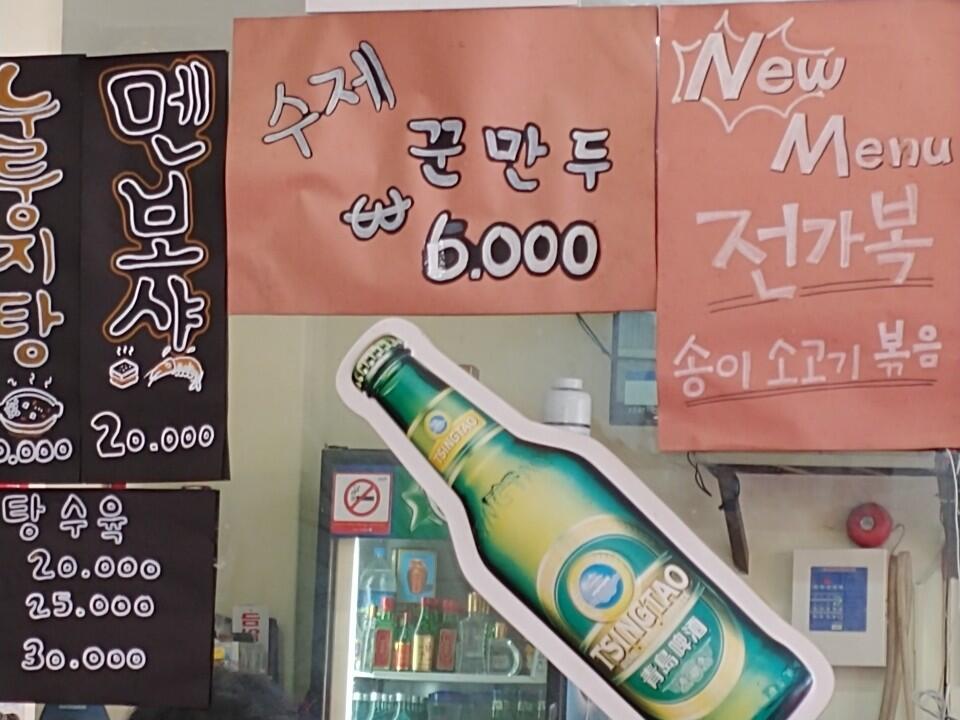 누룽지탕
멘보샤
20.000
수제
꾼만두
₩6.000
New
Menu
전가복
송이 소고기 볶음
탕수육
20.000
25.000
30.000
TSINGTAO
TSINGTAO
青島啤酒